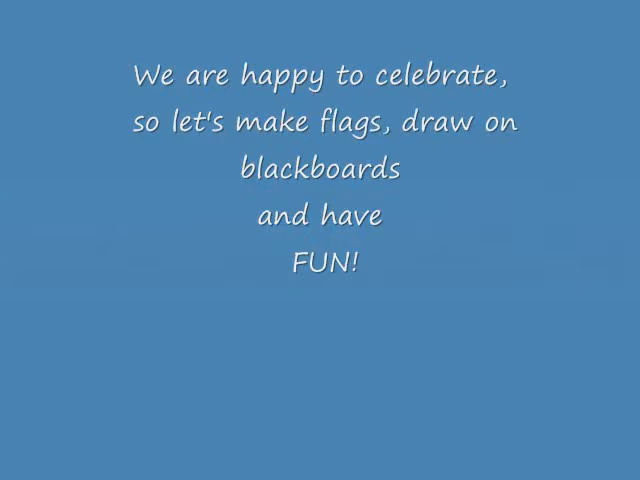 We are happy to celebrate,
so let's make flags, draw on
blackboards
and have
FUN!